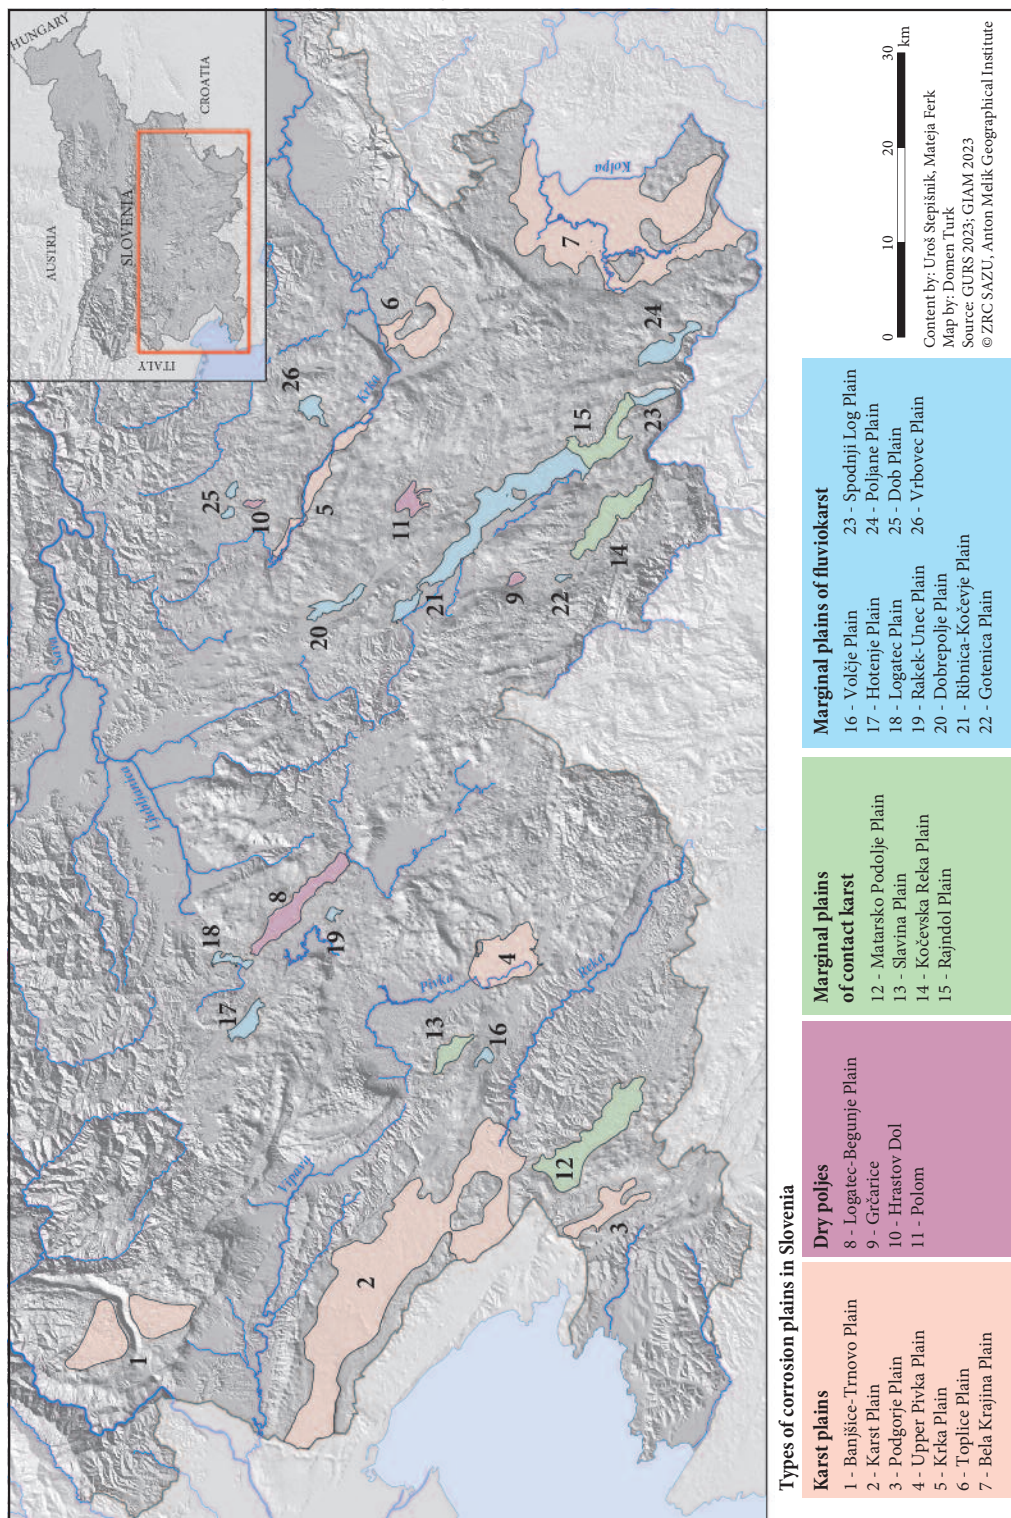 HUNGARY
AUSTRIA
SLOVENIA
CROATIA
ITALY
Sava
Ljubljanica
Krka
Kolpa
Vipava
Pivka
Reka
1
2
3
4
5
6
7
8
9
10
11
12
13
14
15
16
17
18
19
20
21
22
23
24
25
26
Types of corrosion plains in Slovenia
Karst plains
1 - Banjšice-Trnovo Plain
2 - Karst Plain
3 - Podgorje Plain
4 - Upper Pivka Plain
5 - Krka Plain
6 - Toplice Plain
7 - Bela Krajina Plain
Dry poljes
8 - Logatec-Begunje Plain
9 - Grčarice
10 - Hrastov Dol
11 - Polom
Marginal plains
of contact karst
12 - Matarsko Podolje Plain
13 - Slavina Plain
14 - Kočevska Reka Plain
15 - Rajndol Plain
Marginal plains of fluviokarst
16 - Volčje Plain
17 - Hotenje Plain
18 - Logatec Plain
19 - Rakek-Unec Plain
20 - Dobrepolje Plain
21 - Ribnica-Kočevje Plain
22 - Gotenica Plain
23 - Spodnji Log Plain
24 - Poljane Plain
25 - Dob Plain
26 - Vrbovec Plain
0 10 20 30
km
Content by: Uroš Stepišnik, Mateja Ferk
Map by: Domen Turk
Source: GURS 2023; GIAM 2023
© ZRC SAZU, Anton Melik Geographical Institute